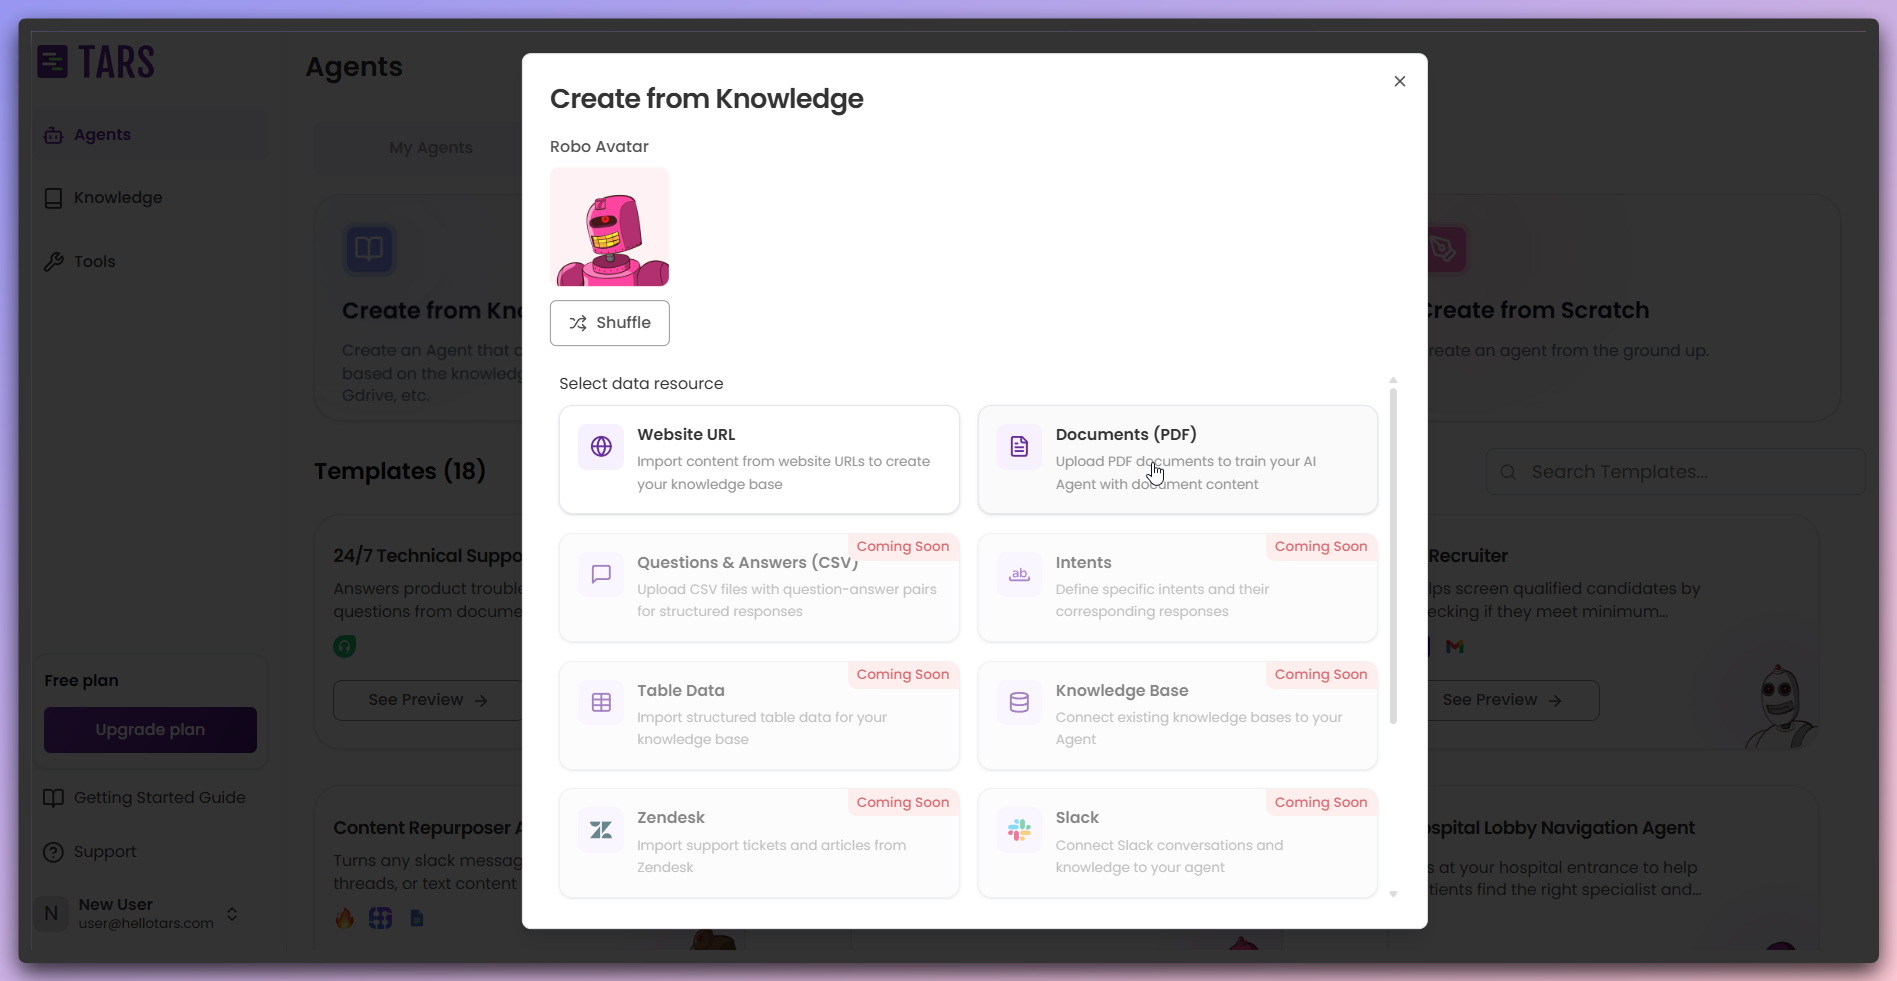 TARS
Agents
Knowledge
Tools
Free plan
Upgrade plan
Getting Started Guide
Support
N
New User
user@hellotars.com
Agents
My Agents
Create from Kno
Create an Agent that c
based on the knowledg
Gdrive, etc.
Create from Scratch
reate an agent from the ground up.
Templates (18)
Search Templates...
24/7 Technical Suppo
Answers product trouble
questions from docume
See Preview
Recruiter
lps screen qualified candidates by
ecking if they meet minimum...
See Preview
Content Repurposer A
Turns any slack messag
threads, or text content
spital Lobby Navigation Agent
s at your hospital entrance to help
tients find the right specialist and...
Create from Knowledge
Robo Avatar
Shuffle
Select data resource
Website URL
Import content from website URLs to create
your knowledge base
Documents (PDF)
Upload PDF documents to train your AI
Agent with document content
Coming Soon
Questions & Answers (CSV)
Upload CSV files with question-answer pairs
for structured responses
Coming Soon
Intents
ab
Define specific intents and their
corresponding responses
Coming Soon
Table Data
Import structured table data for your
knowledge base
Coming Soon
Knowledge Base
Connect existing knowledge bases to your
Agent
Coming Soon
Zendesk
Import support tickets and articles from
Zendesk
Coming Soon
Slack
Connect Slack conversations and
knowledge to your agent